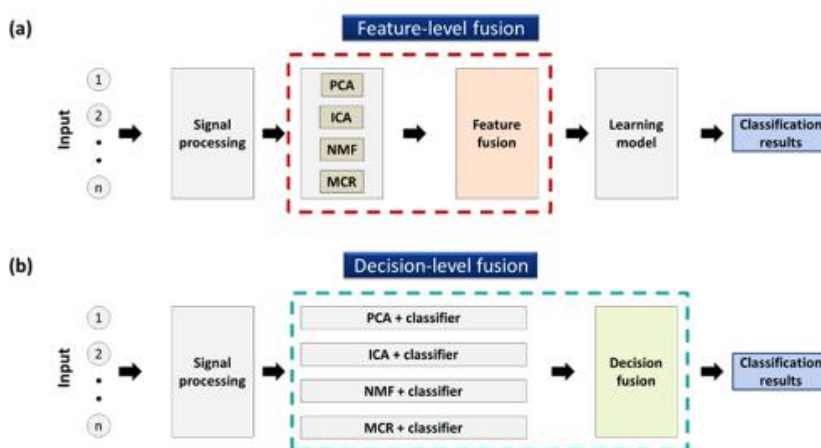 (a)
Feature-level fusion
Input
1
2
n
Signal
processing
PCA
ICA
NMF
MCR
Feature
fusion
Learning
model
Classification
results
(b)
Decision-level fusion
Input
1
2
n
Signal
processing
PCA + classifier
ICA + classifier
NMF + classifier
MCR + classifier
Decision
fusion
Classification
results